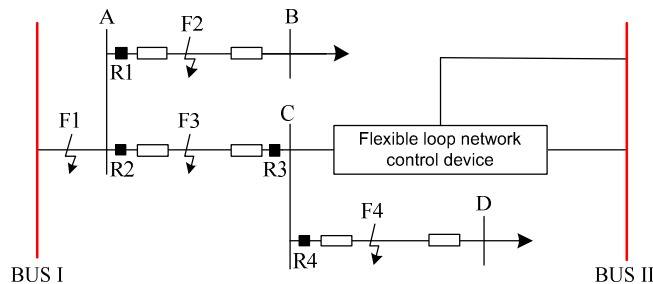 A
B
F2
R1
C
F1
F3
Flexible loop network
control device
R2
R3
F4
D
R4
BUS I
BUS II